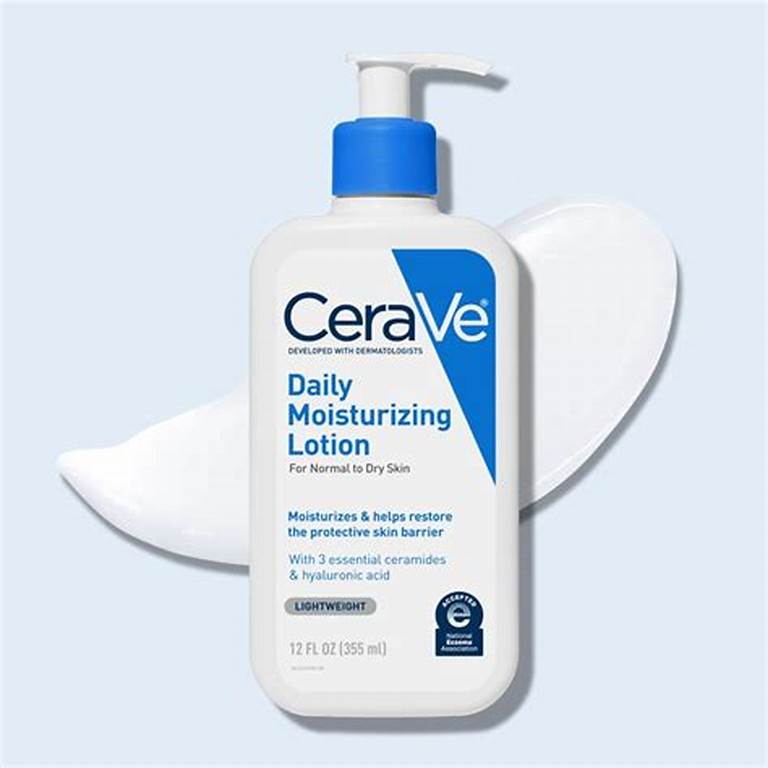 CeraVe®
DEVELOPED WITH DERMATOLOGISTS
Daily
Moisturizing
Lotion
For Normal to Dry Skin
Moisturizes & helps restore
the protective skin barrier
With 3 essential ceramides
& hyaluronic acid
LIGHTWEIGHT
12 FL OZ (355 ml)
ACCEPTED
e
National
Eczema
Association